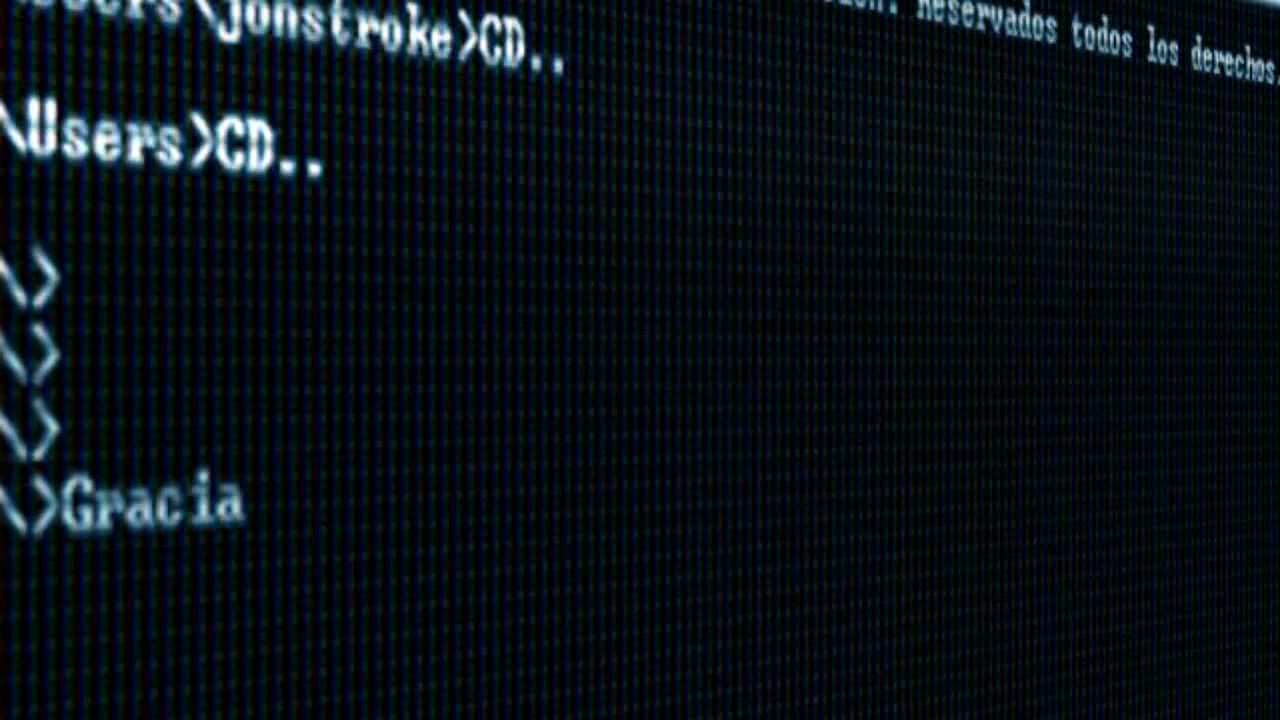 Reservados todos los derechos.
Users\jonstroke>CD..
\Users>CD..
\>
\>
\>
\>Gracia